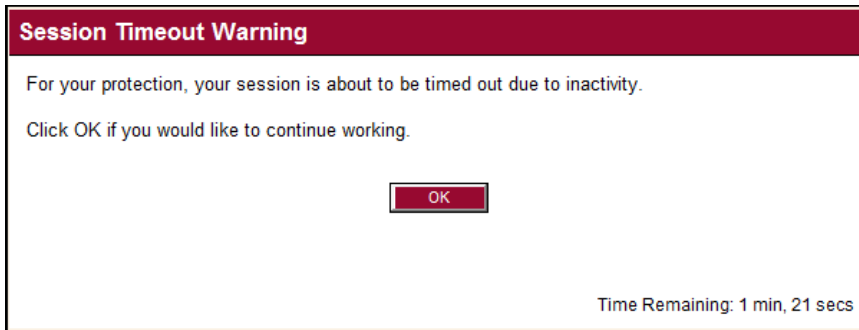 Session Timeout Warning
For your protection, your session is about to be timed out due to inactivity.
Click OK if you would like to continue working.
OK
Time Remaining: 1 min, 21 secs